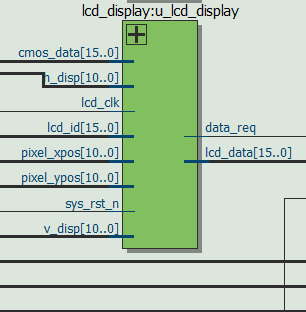 lcd_display:u_lcd_display
cmos_data[15..0]
h_disp[10..0]
lcd_clk
lcd_id[15..0]
data_req
pixel_xpos[10..0]
lcd_data[15..0]
pixel_ypos[10..0]
sys_rst_n
v_disp[10..0]